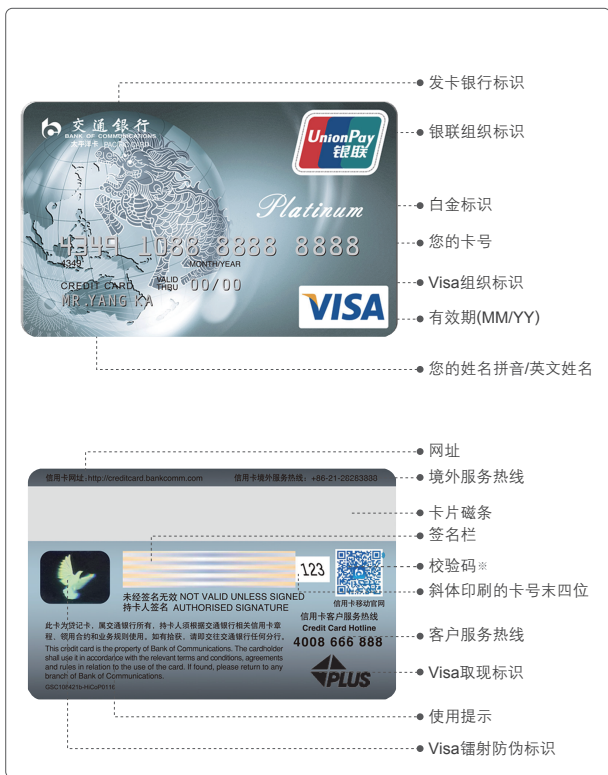 发卡银行标识
交通银行
BANK OF COMMUNICATIONS
太平洋卡 PACIFIC CARD
UnionPay
银联
银联组织标识
Platinum
白金标识
4349 1088 8888 8888
您的卡号
4349
MONTH/YEAR
CREDIT CARD
VALID
THRU
00/00
Visa组织标识
MR.YANG KA
VISA
有效期(MM/YY)
您的姓名拼音/英文姓名
网址
信用卡网址:http://creditcard.bankcomm.com
信用卡境外服务热线：+86-21-20263800
境外服务热线
卡片磁条
签名栏
123
校验码※
未经签名无效 NOT VALID UNLESS SIGNED
持卡人签名 AUTHORISED SIGNATURE
信用卡移动官网
斜体印刷的卡号末四位
此卡为贷记卡，属交通银行所有，持卡人须根据交通银行相关信用卡章
程、领用合约和业务规则使用。如有拾获，请即交往交通银行任何分行。
This credit card is the property of Bank of Communications. The cardholder
shall use it in accordance with the relevant terms and conditions, agreements
and rules in relation to the use of the card. If found, please return to any
branch of Bank of Communications.
信用卡客户服务热线
Credit Card Hotline
4008 666 888
客户服务热线
PLUS
Visa取现标识
使用提示
Visa镭射防伪标识